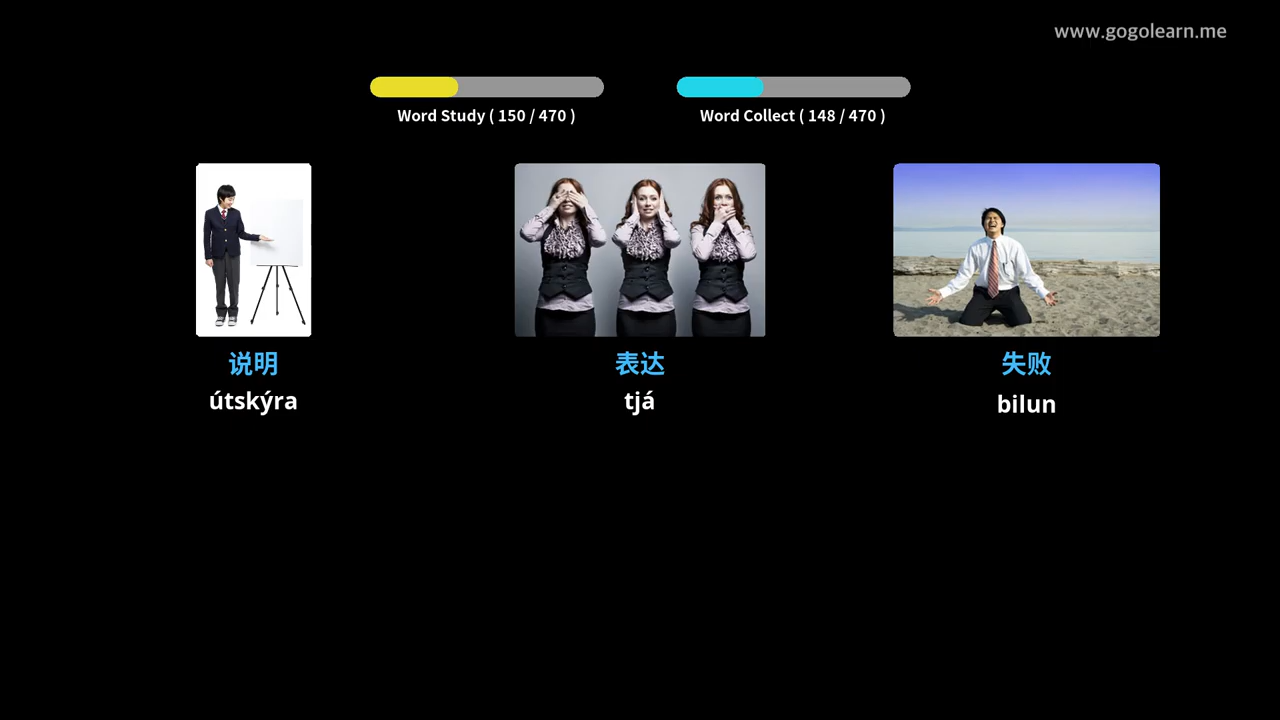 www.gogolearn.me
Word Study ( 150 / 470 )
Word Collect ( 148 / 470 )
说明
útskýra
表达
tjá
失败
bilun